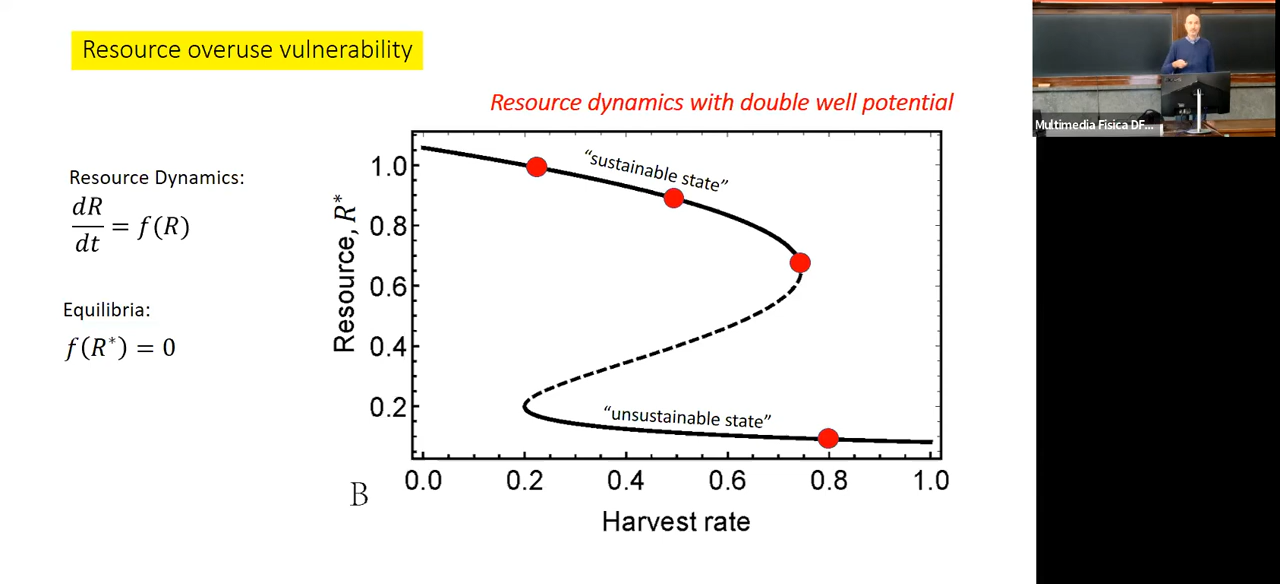 Resource overuse vulnerability
Resource dynamics with double well potential
Resource Dynamics:
dR
dt
= f(R)
Equilibria:
f(R*) = 0
"sustainable state"
"unsustainable state"
Resource, R*
1.0
0.8
0.6
0.4
0.2
0.0 0.2 0.4 0.6 0.8 1.0
B
Harvest rate
Multimedia Fisica DF...